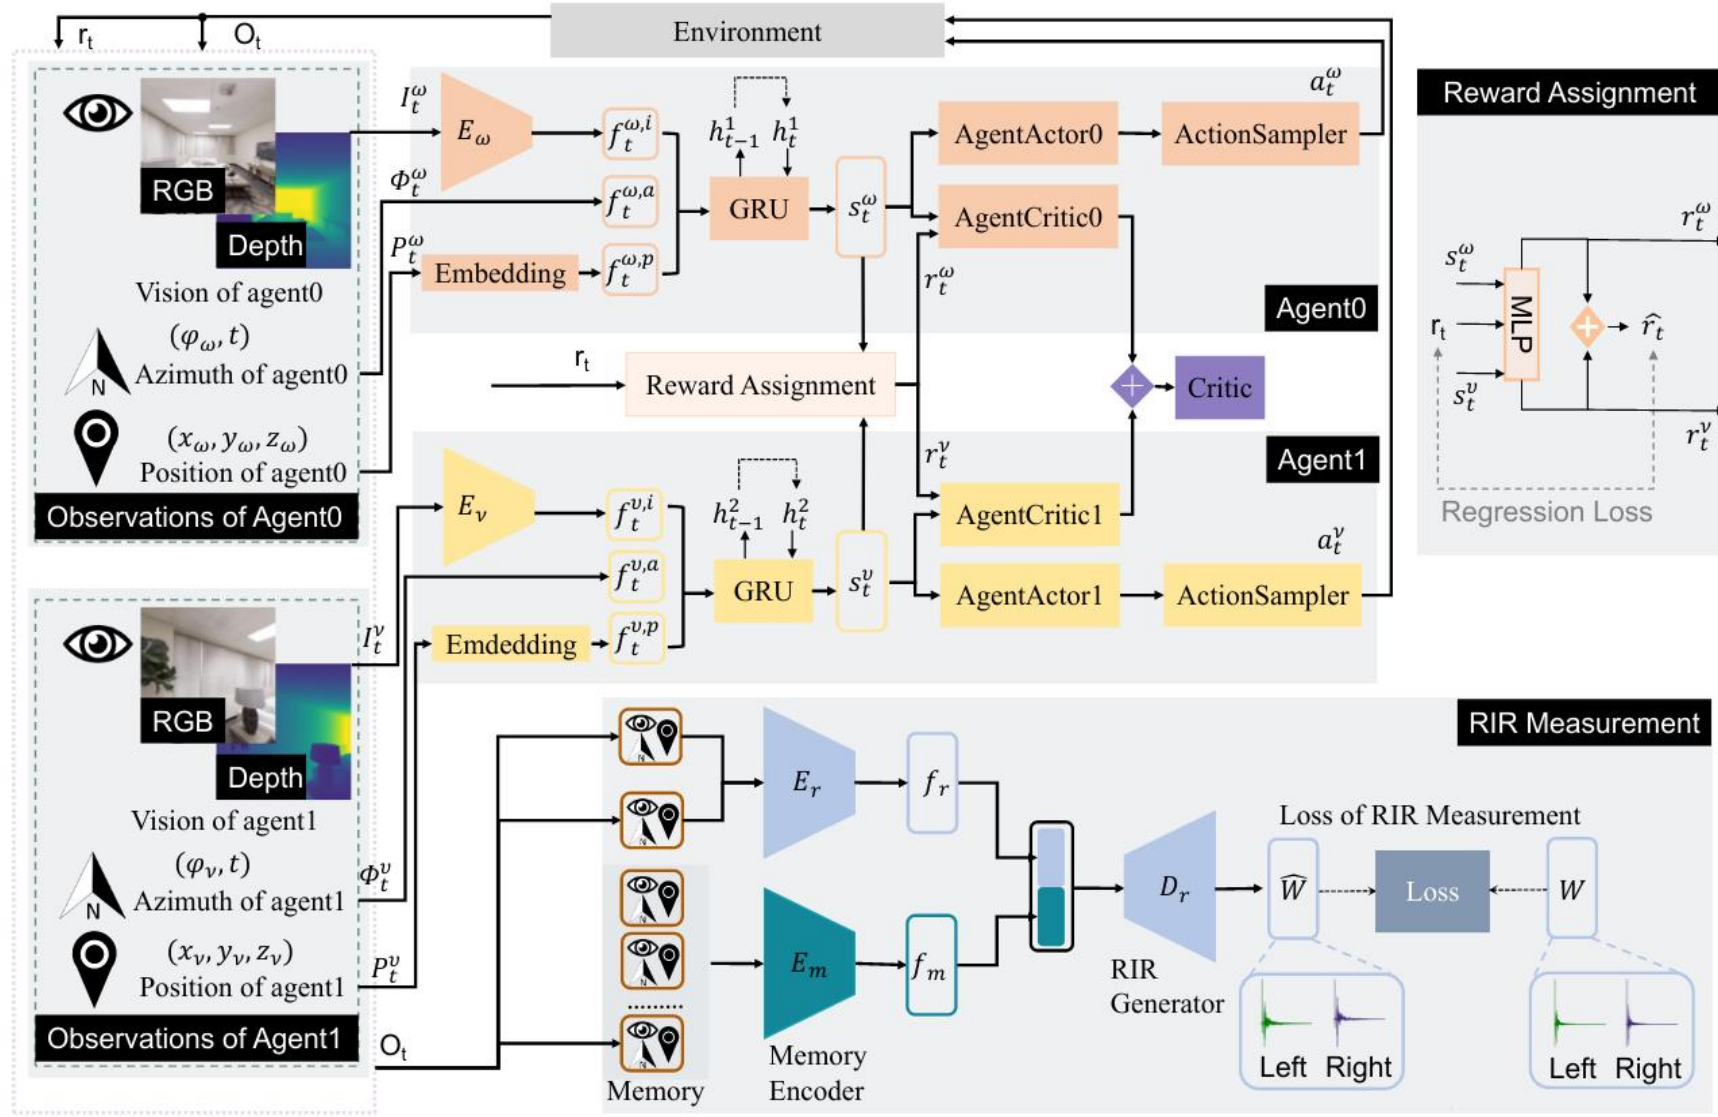 r_t
O_t
Environment
RGB
Depth
Vision of agent0
(φ_ω, t)
N
Azimuth of agent0
(x_ω, y_ω, z_ω)
Position of agent0
Observations of Agent0
I_t^ω
Φ_t^ω
P_t^ω
E_ω
Embedding
f_t^{ω,i}
f_t^{ω,a}
f_t^{ω,p}
h_{t-1}^1
h_t^1
GRU
s_t^ω
AgentActor0
ActionSampler
a_t^ω
AgentCritic0
r_t^ω
Agent0
r_t
Reward Assignment
+
Critic
r_t^ν
Agent1
RGB
Depth
Vision of agent1
(φ_ν, t)
N
Azimuth of agent1
(x_ν, y_ν, z_ν)
Position of agent1
Observations of Agent1
I_t^ν
Φ_t^υ
P_t^υ
O_t
E_ν
Emdedding
f_t^{υ,i}
f_t^{υ,a}
f_t^{υ,p}
h_{t-1}^2
h_t^2
GRU
s_t^υ
AgentCritic1
AgentActor1
ActionSampler
a_t^ν
Reward Assignment
s_t^ω
r_t
s_t^υ
MLP
+
r̂_t
r_t^ω
r_t^ν
Regression Loss
RIR Measurement
N
N
N
N
.........
N
Memory
E_r
E_m
Memory
Encoder
f_r
f_m
D_r
RIR
Generator
Loss of RIR Measurement
Ŵ
Loss
W
Left Right
Left Right